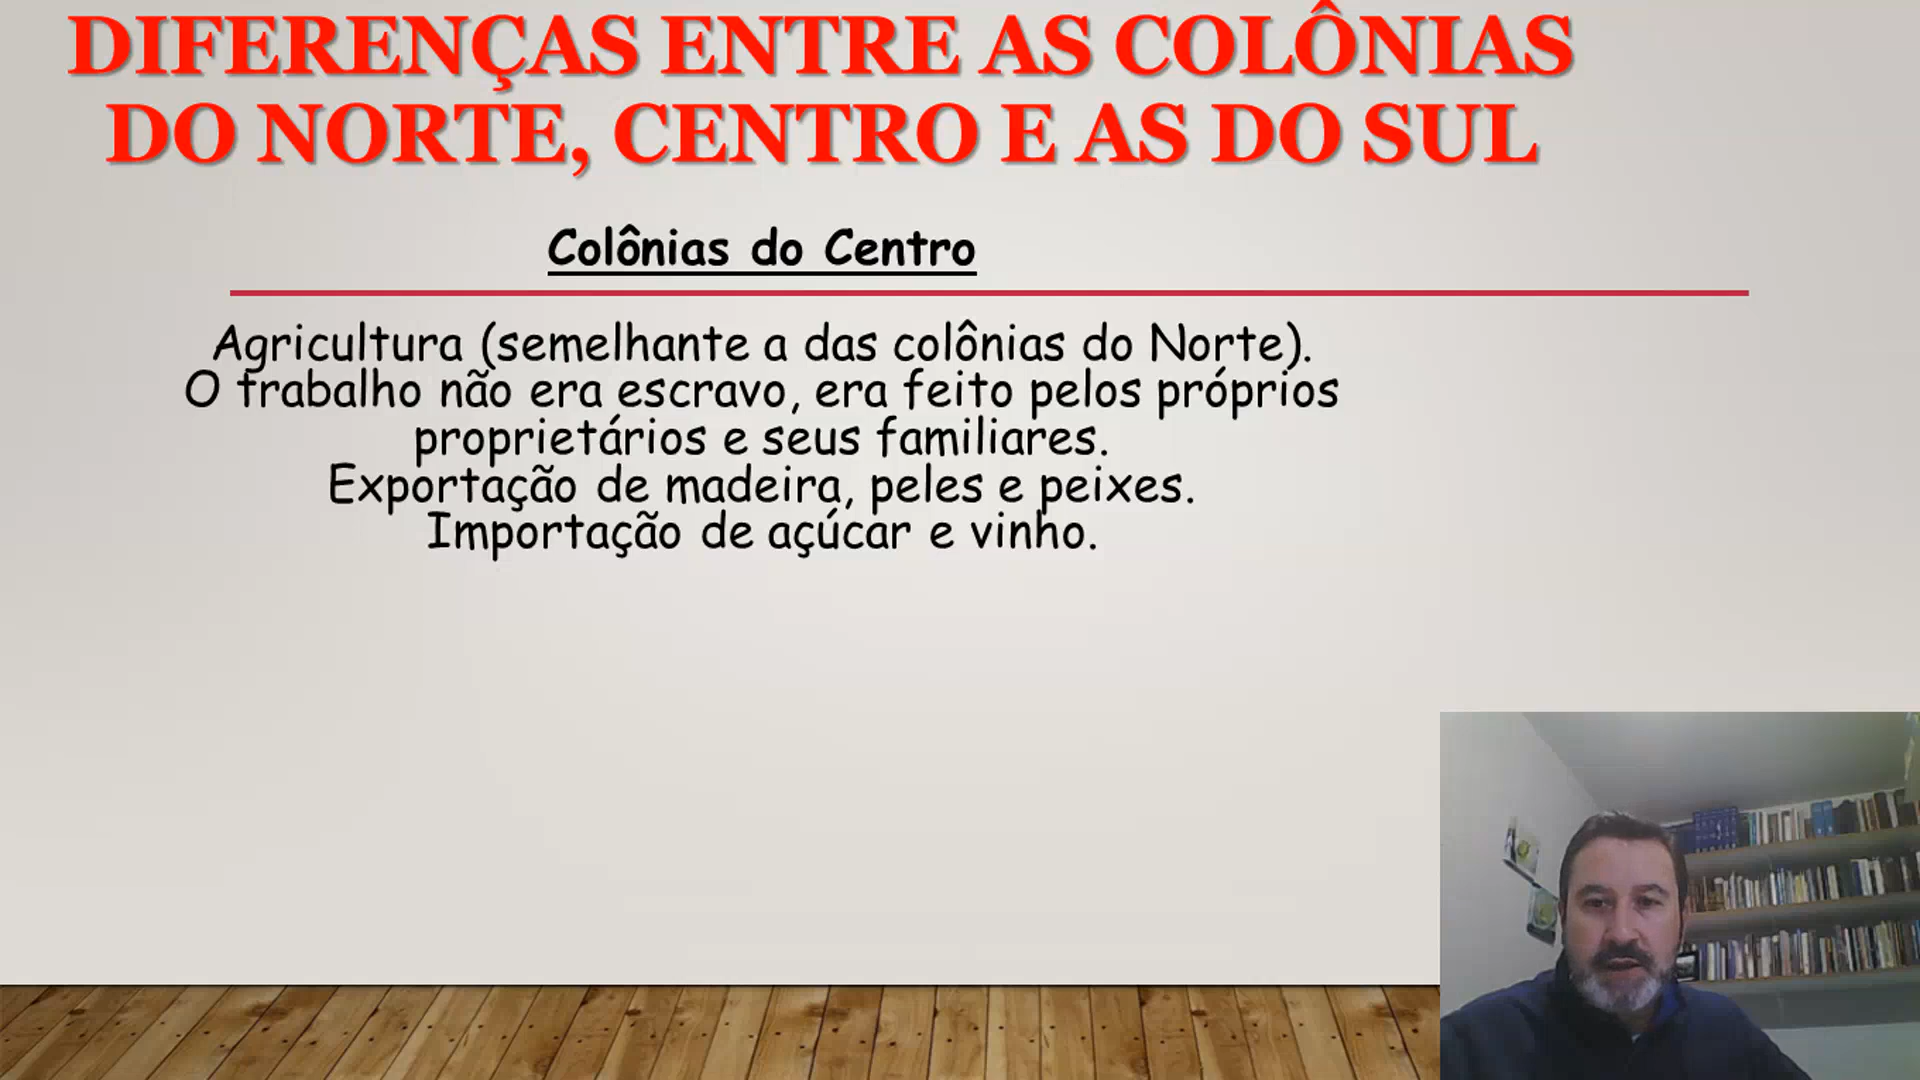 DIFERENÇAS ENTRE AS COLÔNIAS
DO NORTE, CENTRO E AS DO SUL
Colônias do Centro
Agricultura (semelhante a das colônias do Norte).
O trabalho não era escravo, era feito pelos próprios
proprietários e seus familiares.
Exportação de madeira, peles e peixes.
Importação de açúcar e vinho.